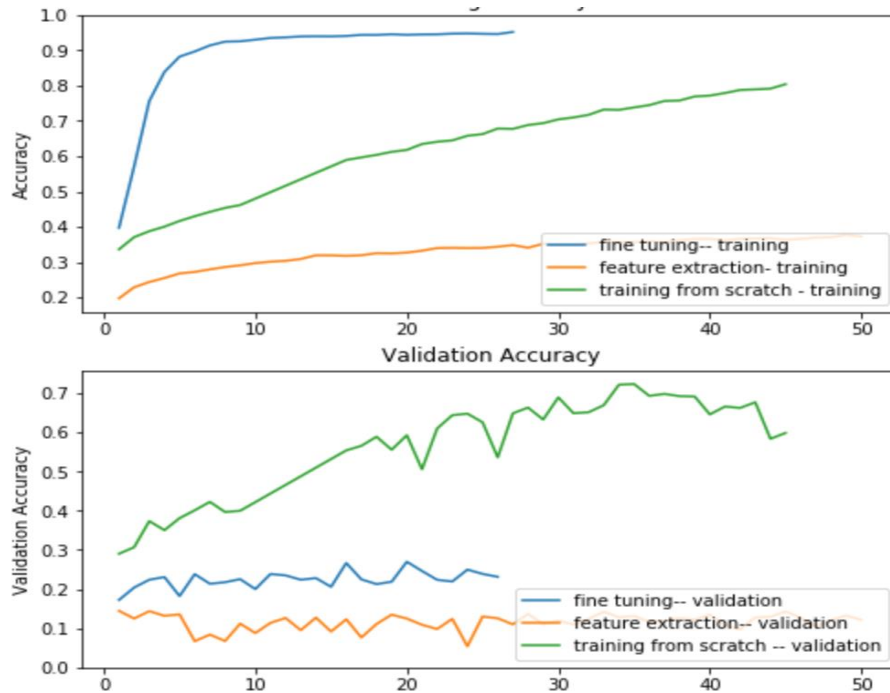 1.0
0.9
0.8
0.7
0.6
0.5
0.4
0.3
0.2
Accuracy
fine tuning-- training
feature extraction- training
training from scratch - training
0 10 20 30 40 50
Validation Accuracy
0.7
0.6
0.5
0.4
0.3
0.2
0.1
0.0
Validation Accuracy
fine tuning-- validation
feature extraction-- validation
training from scratch -- validation
0 10 20 30 40 50